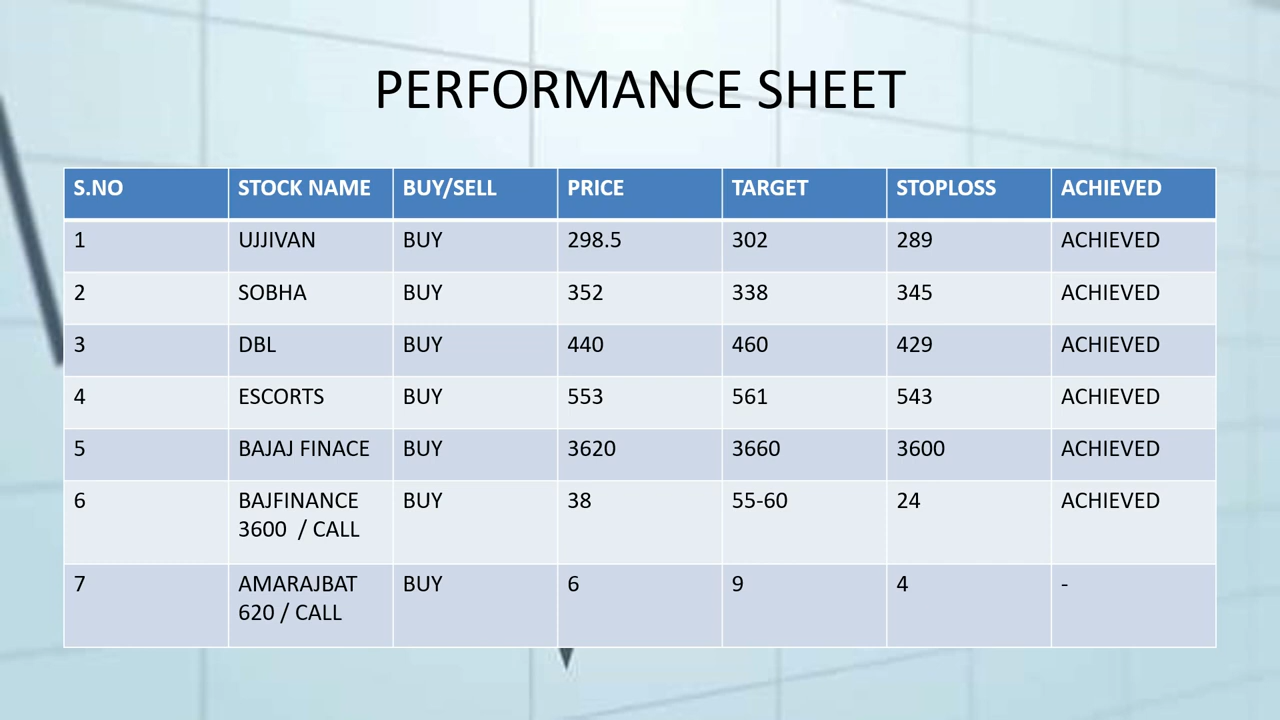 PERFORMANCE SHEET
S.NO STOCK NAME BUY/SELL PRICE TARGET STOPLOSS ACHIEVED
1 UJJIVAN BUY 298.5 302 289 ACHIEVED
2 SOBHA BUY 352 338 345 ACHIEVED
3 DBL BUY 440 460 429 ACHIEVED
4 ESCORTS BUY 553 561 543 ACHIEVED
5 BAJAJ FINACE BUY 3620 3660 3600 ACHIEVED
6 BAJFINANCE BUY 38 55-60 24 ACHIEVED
3600 / CALL
7 AMARAJBAT BUY 6 9 4 -
620 / CALL